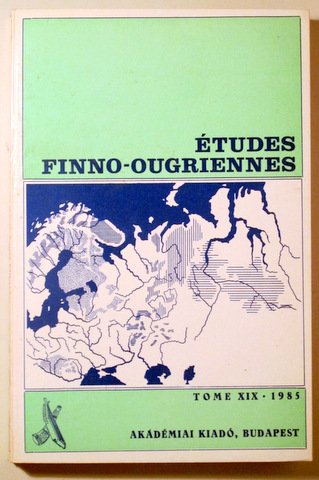 ÉTUDES
FINNO-OUGRIENNES
TOME XIX · 1985
AKADÉMIAI KIADÓ, BUDAPEST